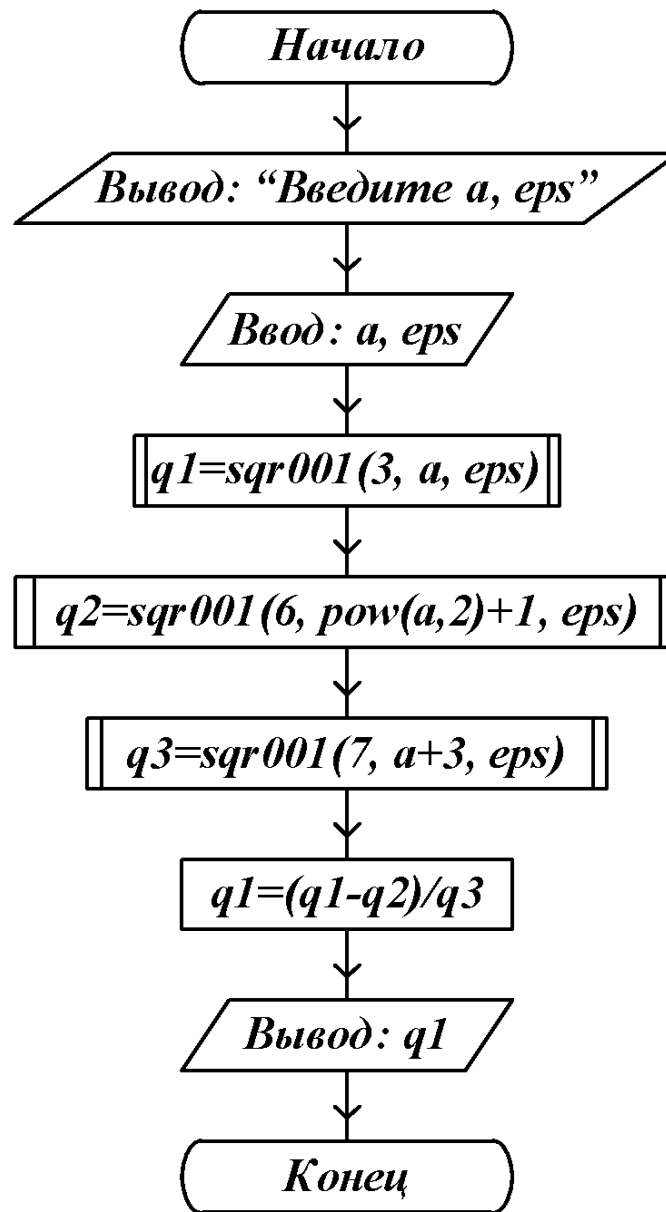 Начало
Вывод: “Введите a, eps”
Ввод: a, eps
q1=sqr001(3, a, eps)
q2=sqr001(6, pow(a,2)+1, eps)
q3=sqr001(7, a+3, eps)
q1=(q1-q2)/q3
Вывод: q1
Конец